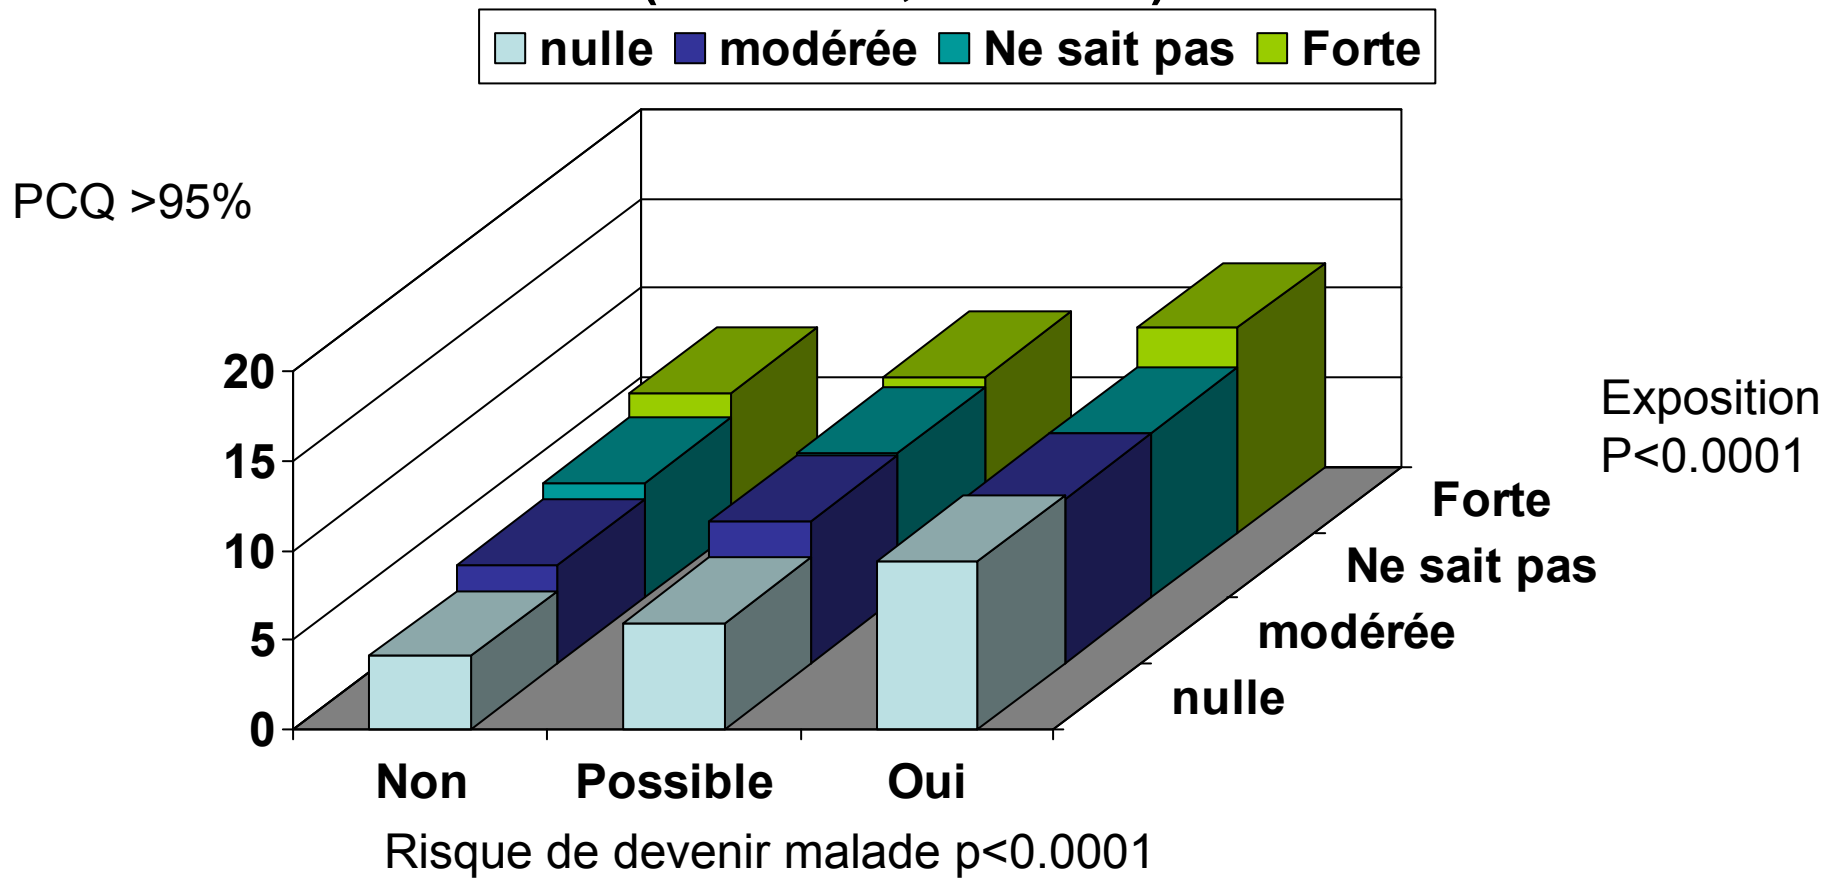 nulle modérée Ne sait pas Forte
PCQ >95%
20
15
10
5
0
Exposition
P<0.0001
Forte
Ne sait pas
modérée
nulle
Non Possible Oui
Risque de devenir malade p<0.0001